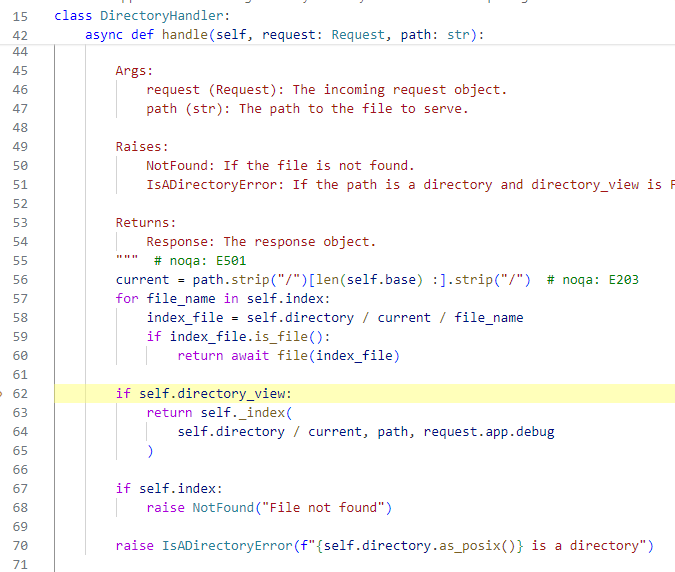 15 class DirectoryHandler:
42 async def handle(self, request: Request, path: str):
44
45 Args:
46 request (Request): The incoming request object.
47 path (str): The path to the file to serve.
48
49 Raises:
50 NotFound: If the file is not found.
51 IsADirectoryError: If the path is a directory and directory_view is
52
53 Returns:
54 Response: The response object.
55 """  # noqa: E501
56 current = path.strip("/")[len(self.base) :].strip("/")  # noqa: E203
57 for file_name in self.index:
58 index_file = self.directory / current / file_name
59 if index_file.is_file():
60 return await file(index_file)
61
62 if self.directory_view:
63 return self._index(
64 self.directory / current, path, request.app.debug
65 )
66
67 if self.index:
68 raise NotFound("File not found")
69
70 raise IsADirectoryError(f"{self.directory.as_posix()} is a directory")
71